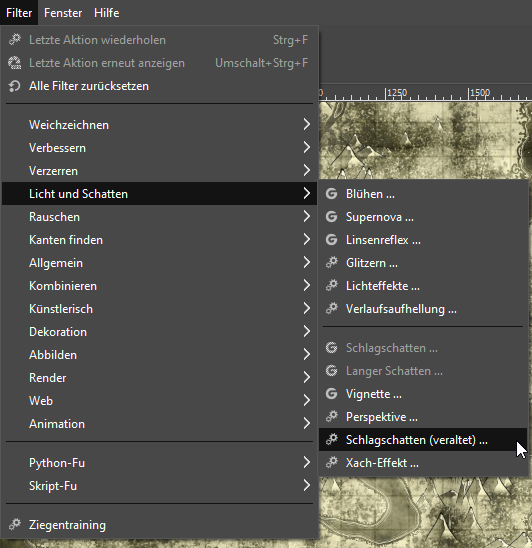 Filter Fenster Hilfe
Letzte Aktion wiederholen Strg+F
Letzte Aktion erneut anzeigen Umschalt+Strg+F
Alle Filter zurücksetzen
1250 1500
Weichzeichnen
Verbessern
Verzerren
Licht und Schatten
Rauschen
Kanten finden
Allgemein
Kombinieren
Künstlerisch
Dekoration
Abbilden
Render
Web
Animation
Python-Fu
Skript-Fu
Ziegentraining
Blühen ...
Supernova ...
Linsenreflex ...
Glitzern ...
Lichteffekte ...
Verlaufsaufhellung ...
Schlagschatten ...
Langer Schatten ...
Vignette ...
Perspektive ...
Schlagschatten (veraltet) ...
Xach-Effekt ...